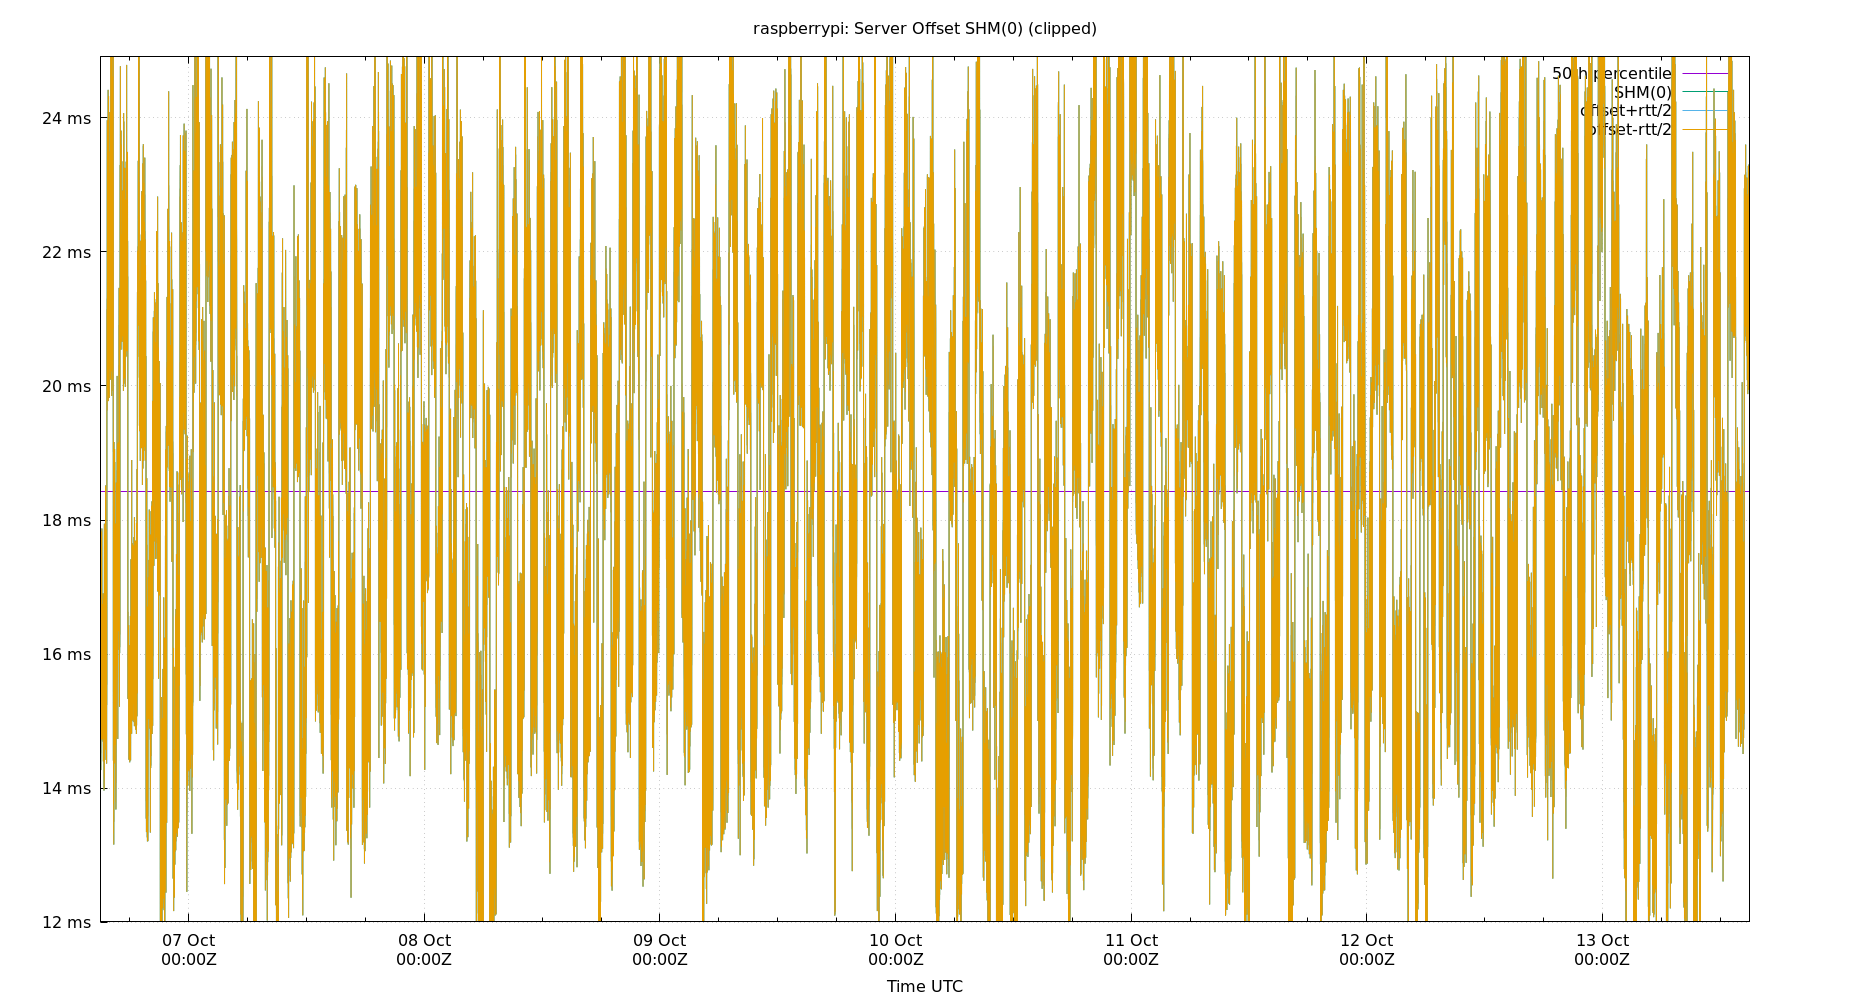 raspberrypi: Server Offset SHM(0) (clipped)
50th percentile
SHM(0)
offset+rtt/2
offset-rtt/2
24 ms
22 ms
20 ms
18 ms
16 ms
14 ms
12 ms
07 Oct 08 Oct 09 Oct 10 Oct 11 Oct 12 Oct 13 Oct
00:00Z 00:00Z 00:00Z 00:00Z 00:00Z 00:00Z 00:00Z
Time UTC